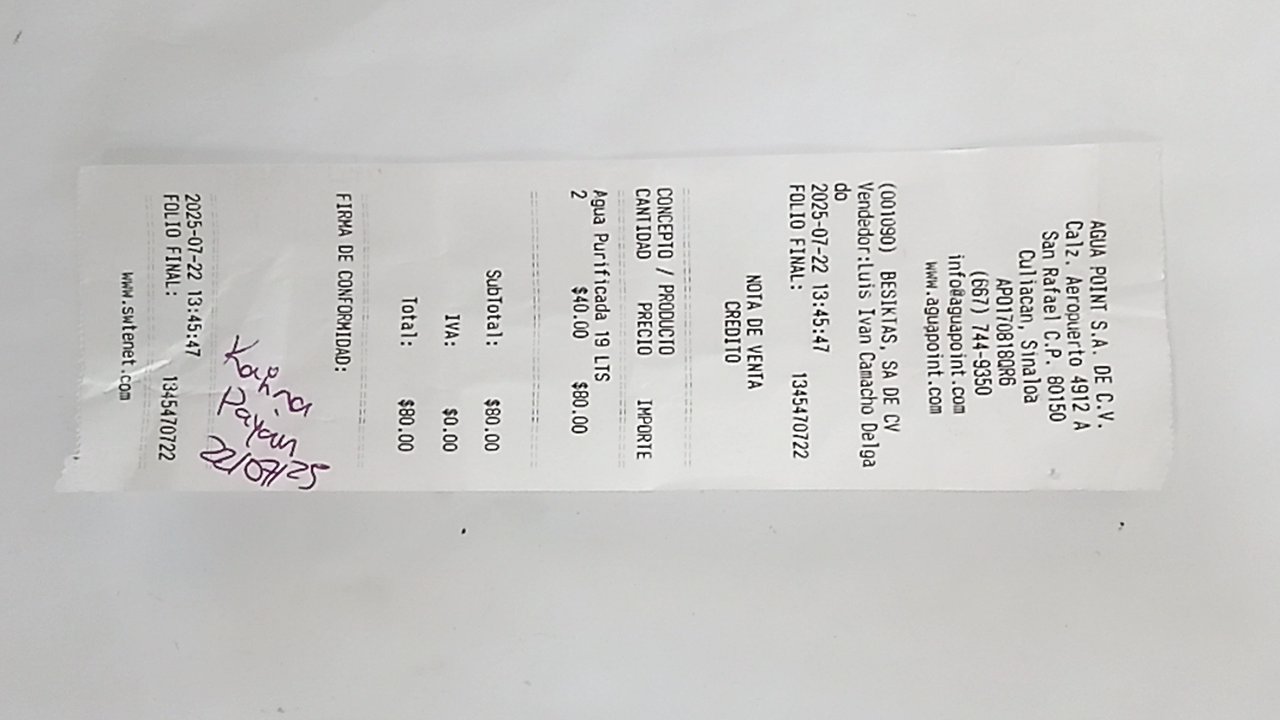 AGUA POINT S.A. DE C.V.
Calz. Aeropuerto 4912 A
San Rafael C.P. 80150
Culiacan, Sinaloa
APO170818QR6
(667) 744-9350
info@aguapoint.com
www.aguapoint.com
(001090) BESIKTAS, SA DE CV
Vendedor:Luis Ivan Camacho Delga
do
2025-07-22 13:45:47
FOLIO FINAL: 1345470722
NOTA DE VENTA
CREDITO
CONCEPTO / PRODUCTO
CANTIDAD PRECIO IMPORTE
Agua Purificada 19 LTS
2 $40.00 $80.00
SubTotal: $80.00
IVA: $0.00
Total: $80.00
FIRMA DE CONFORMIDAD:
Karina
Payan
22/07/25
2025-07-22 13:45:47
FOLIO FINAL: 1345470722
www.swtenet.com